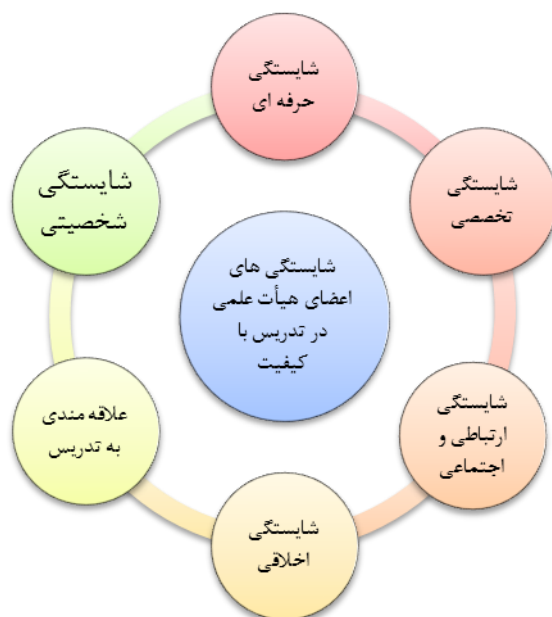 شایستگی
حرفه ای
شایستگی
تخصصی
شایستگی
ارتباطی و
اجتماعی
شایستگی
اخلاقی
علاقه مندی
به تدریس
شایستگی
شخصیتی
شایستگی های
اعضای هیأت علمی
در تدریس با
کیفیت